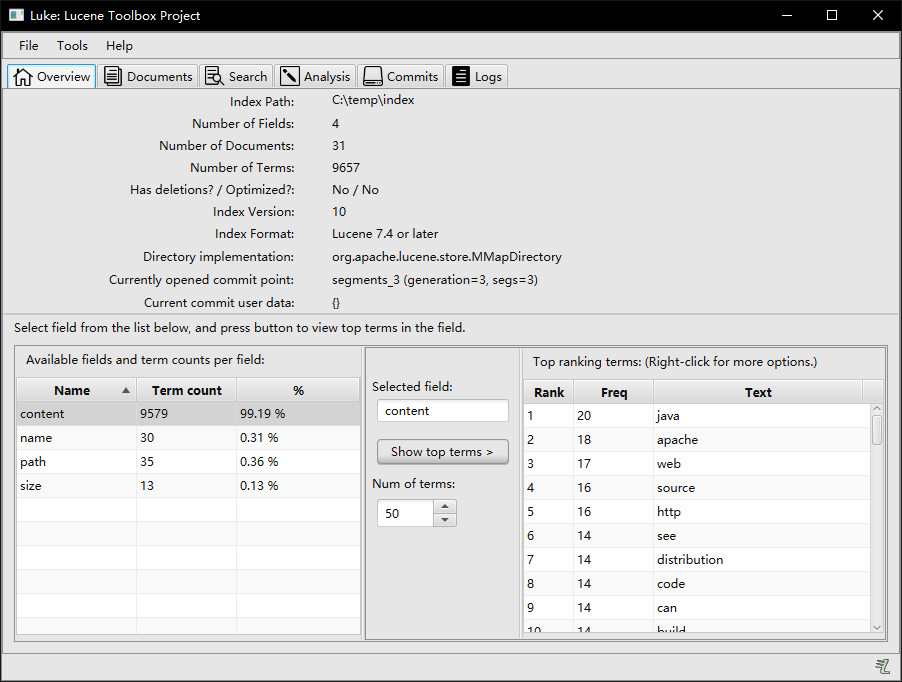 Luke: Lucene Toolbox Project
File Tools Help
Overview Documents Search Analysis Commits Logs
Index Path: C:\temp\index
Number of Fields: 4
Number of Documents: 31
Number of Terms: 9657
Has deletions? / Optimized?: No / No
Index Version: 10
Index Format: Lucene 7.4 or later
Directory implementation: org.apache.lucene.store.MMapDirectory
Currently opened commit point: segments_3 (generation=3, segs=3)
Current commit user data: {}
Select field from the list below, and press button to view top terms in the field.
Available fields and term counts per field:
Name Term count %
content 9579 99.19 %
name 30 0.31 %
path 35 0.36 %
size 13 0.13 %
Selected field:
content
Show top terms >
Num of terms:
50
Top ranking terms: (Right-click for more options.)
Rank Freq Text
1 20 java
2 18 apache
3 17 web
4 16 source
5 16 http
6 14 see
7 14 distribution
8 14 code
9 14 can
10 14 build